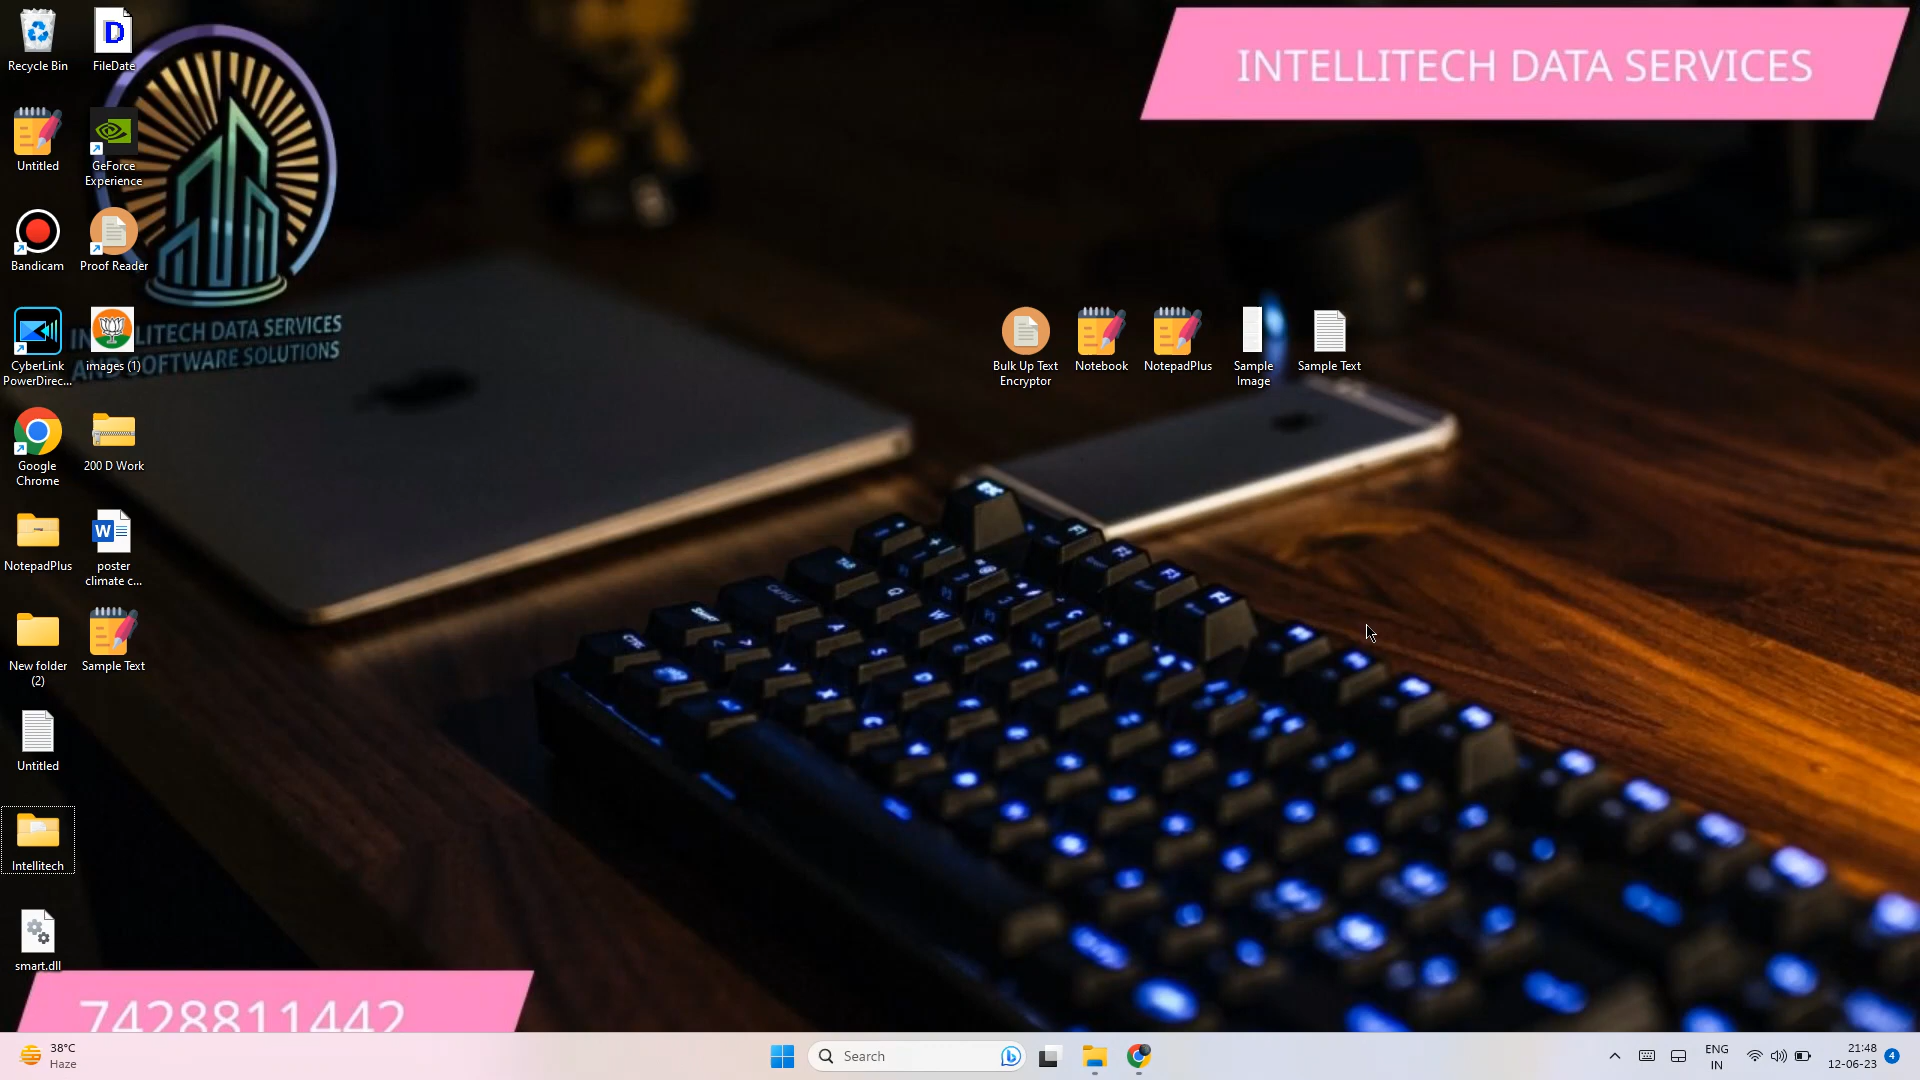 INTELLITECH DATA SERVICES
Recycle Bin
FileDate
Untitled
GeForce
Experience
Bandicam
Proof Reader
LITECH DATA SERVICES
AND SOFTWARE SOLUTIONS
CyberLink
PowerDirec...
images (1)
Bulk Up Text
Encryptor
Notebook
NotepadPlus
Sample
Image
Sample Text
Google
Chrome
200 D Work
NotepadPlus
poster
climate c...
New folder
(2)
Sample Text
Untitled
Intellitech
smart.dll
7428811442
38°C
Haze
Search
ENG
IN
21:48
12-06-23
4